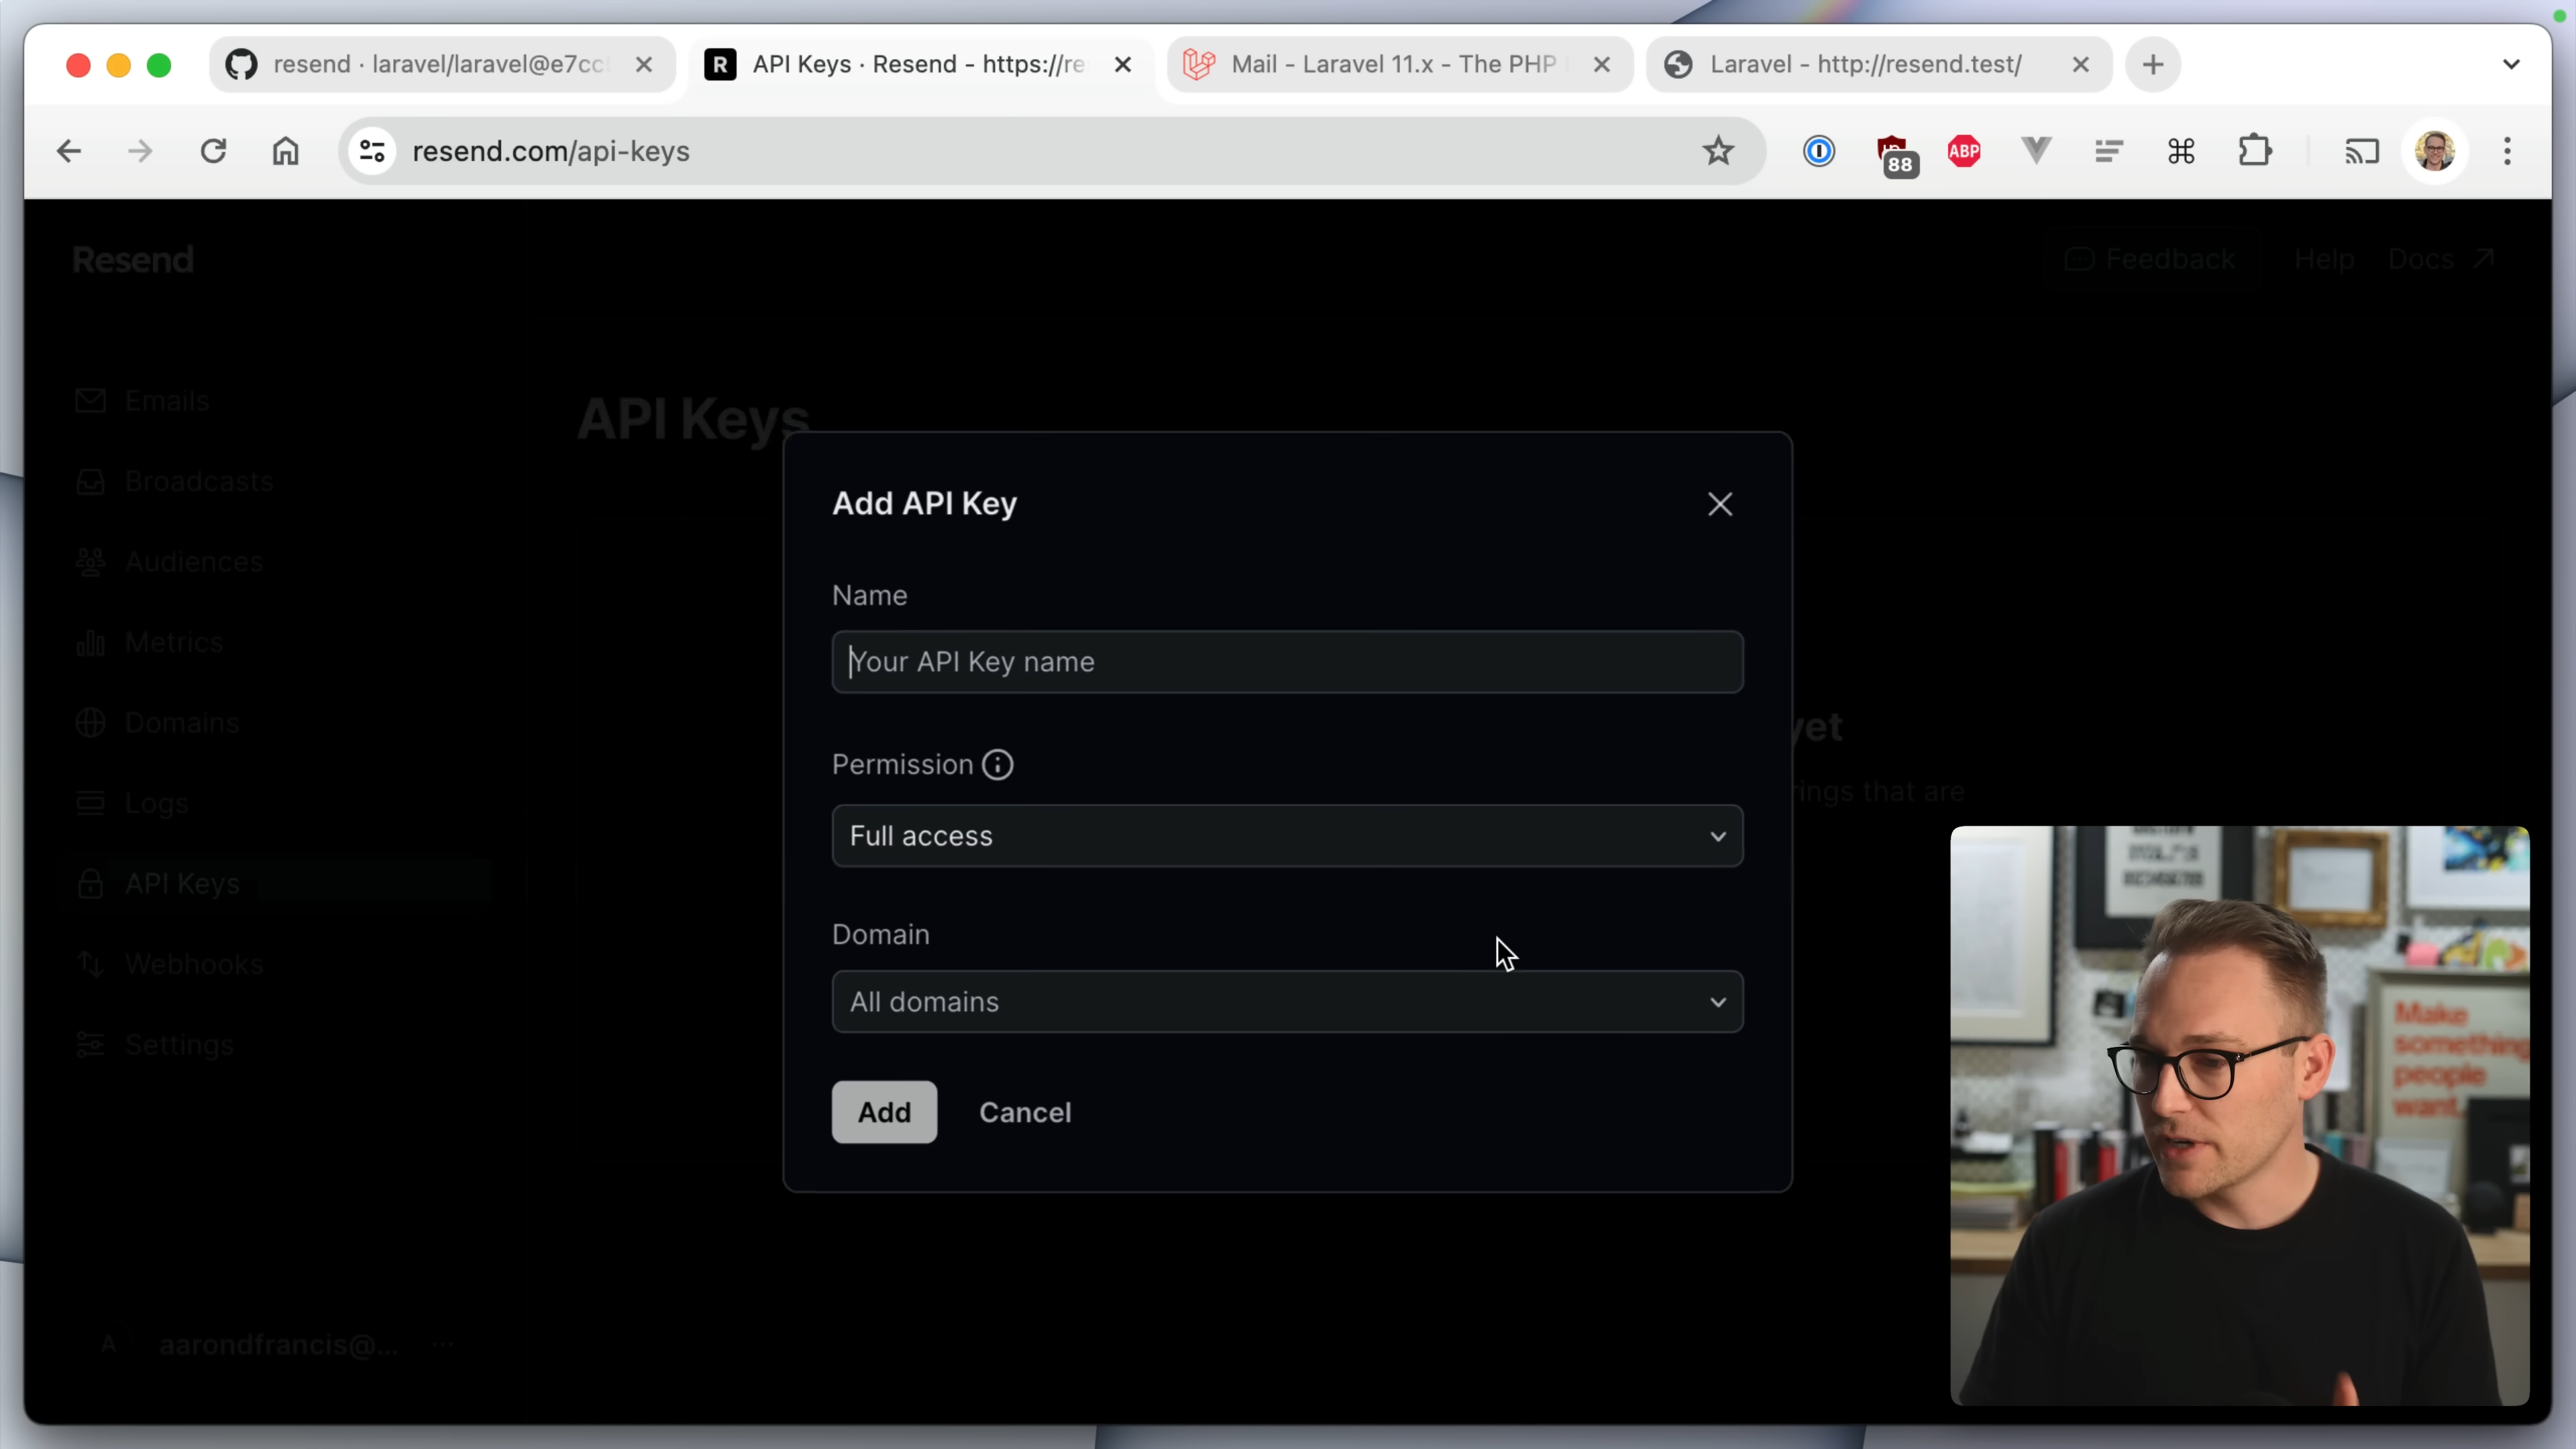 resend · laravel/laravel@e7cc
API Keys · Resend - https://re
Mail - Laravel 11.x - The PHP
Laravel - http://resend.test/
resend.com/api-keys
88
ABP
Resend
Feedback
Help
Docs
Emails
Broadcasts
Audiences
Metrics
Domains
Logs
API Keys
Webhooks
Settings
aarondfrancis@...
A
API Keys
yet
rings that are
Add API Key
Name
Your API Key name
Permission
Full access
Domain
All domains
Add
Cancel
Make
something
people
want.